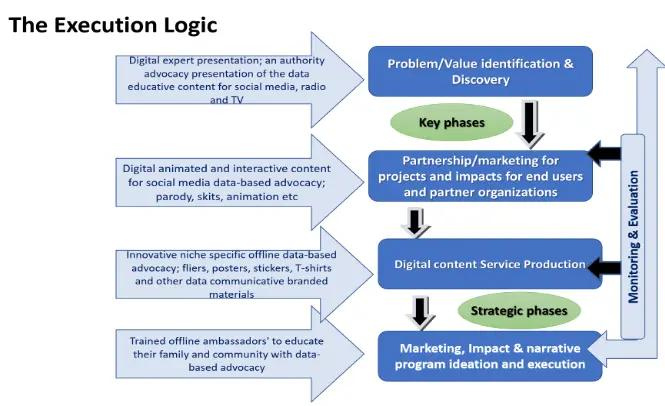 The Execution Logic
Digital expert presentation; an authority
advocacy presentation of the data
educative content for social media, radio
and TV
Problem/Value identification &
Discovery
Key phases
Digital animated and interactive content
for social media data-based advocacy;
parody, skits, animation etc
Partnership/marketing for
projects and impacts for end users
and partner organizations
Innovative niche specific offline data-based
advocacy; fliers, posters, stickers, T-shirts
and other data communicative branded
materials
Digital content Service Production
Strategic phases
Trained offline ambassadors' to educate
their family and community with data-
based advocacy
Marketing, Impact & narrative
program ideation and execution
Monitoring & Evaluation